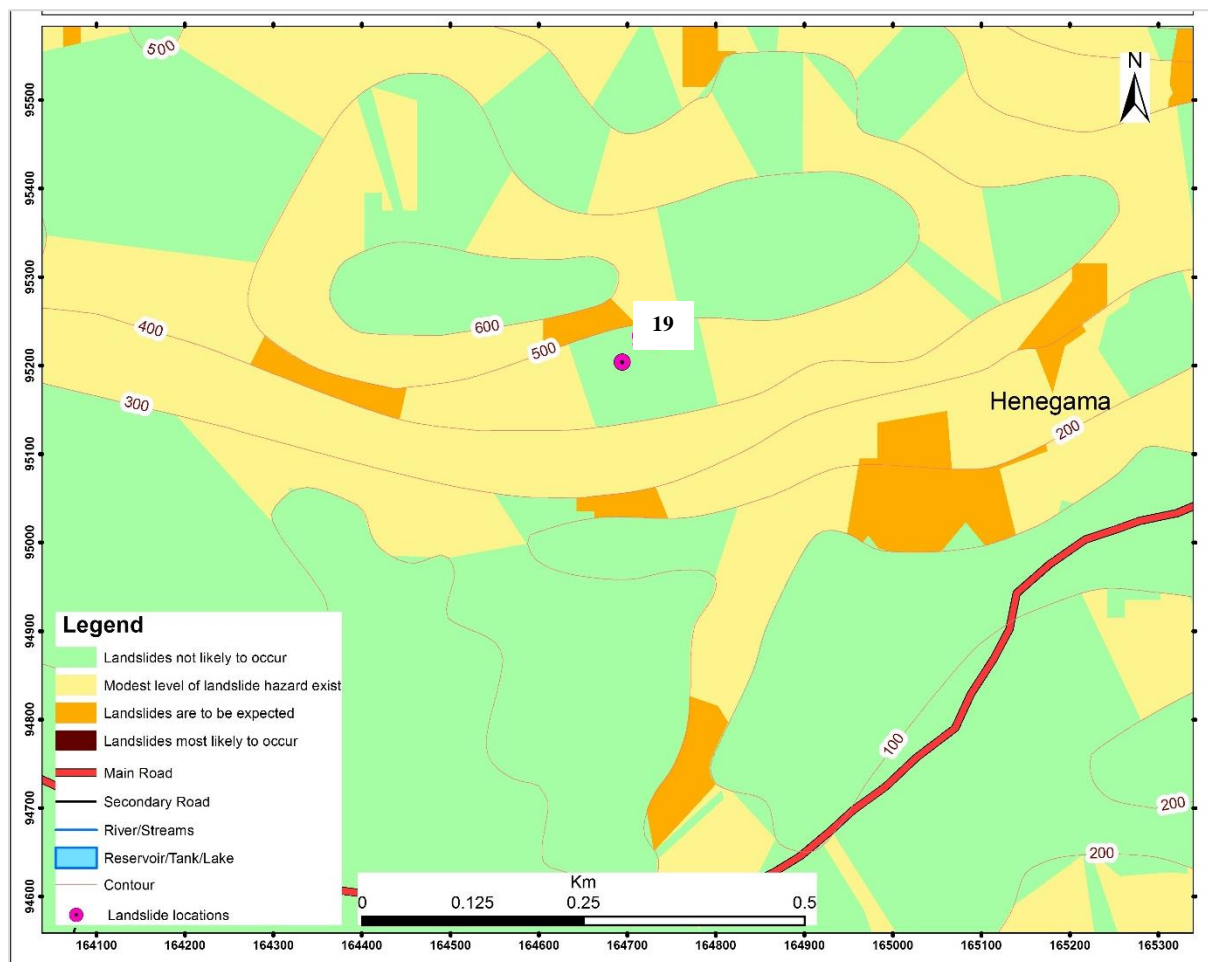 500
N
600
500
19
400
300
Henegama
200
100
200
200
95500
95400
95300
95200
95100
95000
94900
94800
94700
94600
Legend
Landslides not likely to occur
Modest level of landslide hazard exist
Landslides are to be expected
Landslides most likely to occur
Main Road
Secondary Road
River/Streams
Reservoir/Tank/Lake
Contour
Landslide locations
Km
0 0.125 0.25 0.5
164100 164200 164300 164400 164500 164600 164700 164800 164900 165000 165100 165200 165300